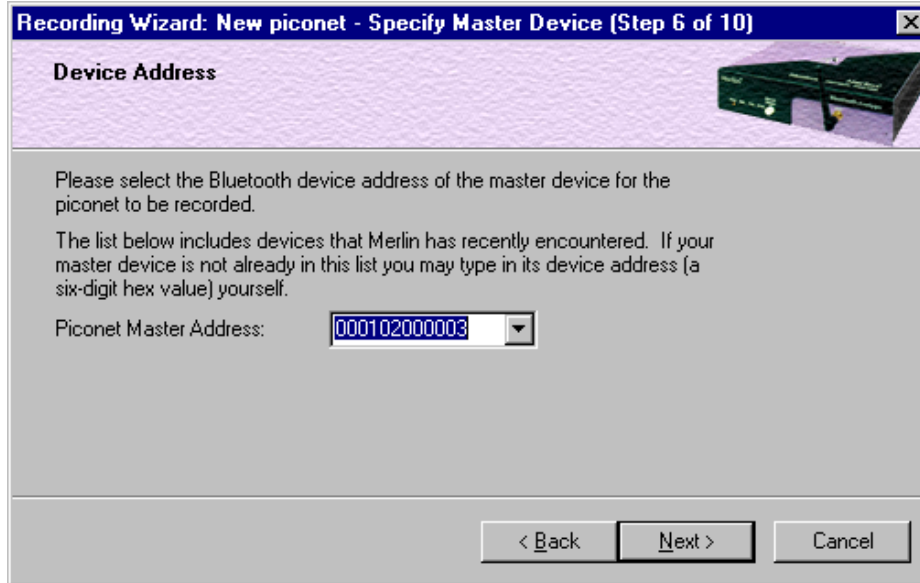 Recording Wizard: New piconet - Specify Master Device (Step 6 of 10)
Device Address
Please select the Bluetooth device address of the master device for the
piconet to be recorded.
The list below includes devices that Merlin has recently encountered.  If your
master device is not already in this list you may type in its device address (a
six-digit hex value) yourself.
Piconet Master Address: 000102000003
< Back Next > Cancel